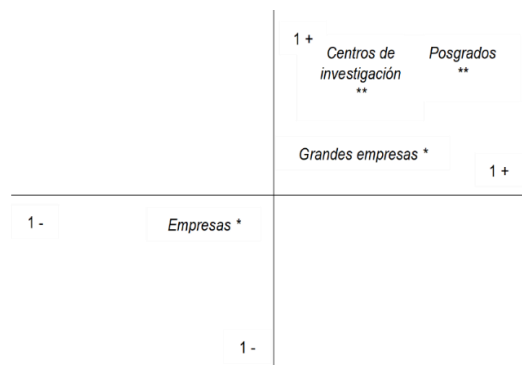 1 +
Centros de
investigación
**
Posgrados
**
Grandes empresas *
1 +
1 -
Empresas *
1 -